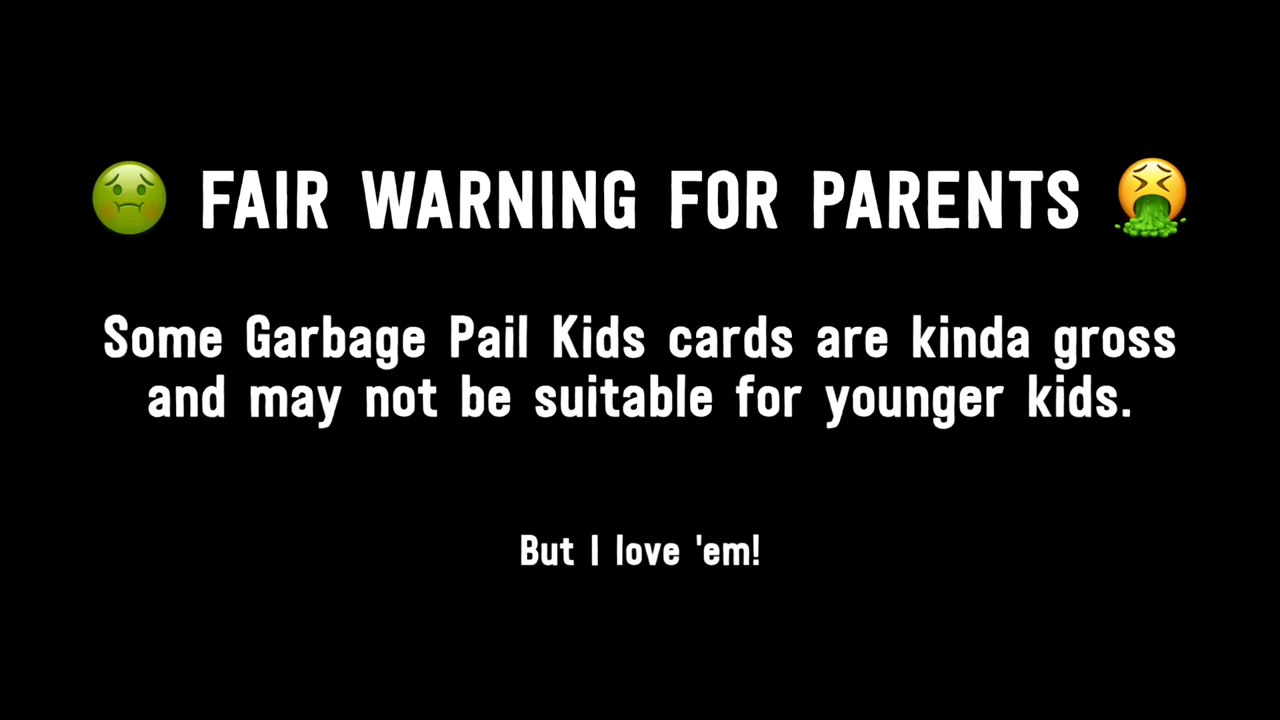 🤢 FAIR WARNING FOR PARENTS 🤮
Some Garbage Pail Kids cards are kinda gross
and may not be suitable for younger kids.
But I love 'em!